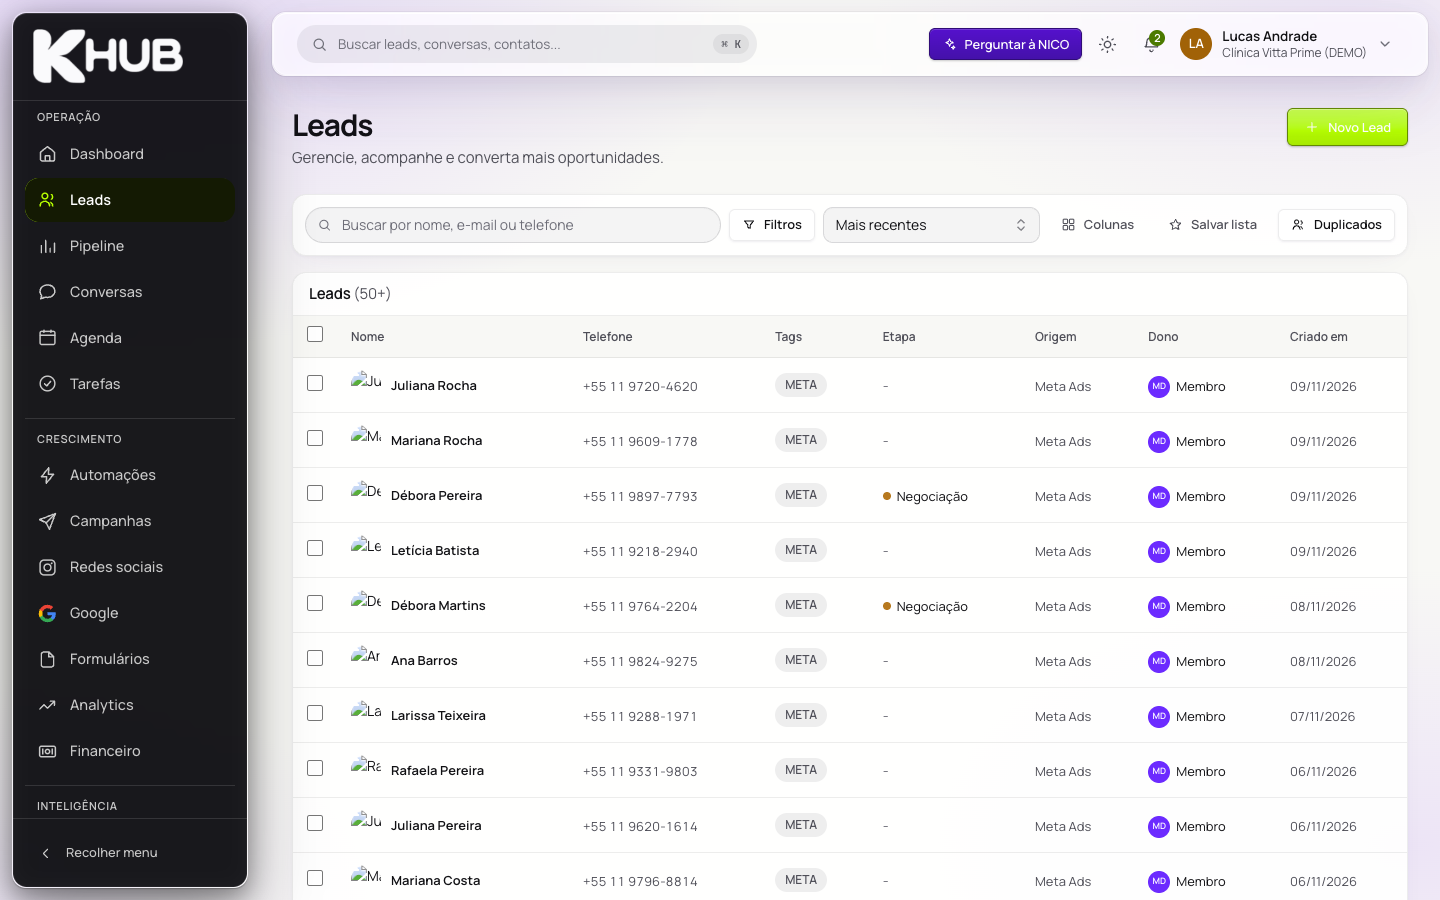 KHUB
OPERAÇÃO
Dashboard
Leads
Pipeline
Conversas
Agenda
Tarefas
CRESCIMENTO
Automações
Campanhas
Redes sociais
Google
Formulários
Analytics
Financeiro
INTELIGÊNCIA
Recolher menu
Buscar leads, conversas, contatos... ⌘ K
Perguntar à NICO
2
LA
Lucas Andrade
Clínica Vitta Prime (DEMO)
Leads
Gerencie, acompanhe e converta mais oportunidades.
Novo Lead
Buscar por nome, e-mail ou telefone Filtros Mais recentes Colunas Salvar lista Duplicados
Leads (50+)
Nome Telefone Tags Etapa Origem Dono Criado em
Ju Juliana Rocha +55 11 9720-4620 META - Meta Ads MD Membro 09/11/2026
Mariana Rocha +55 11 9609-1778 META - Meta Ads MD Membro 09/11/2026
Dé Débora Pereira +55 11 9897-7793 META Negociação Meta Ads MD Membro 09/11/2026
Le Letícia Batista +55 11 9218-2940 META - Meta Ads MD Membro 09/11/2026
Dé Débora Martins +55 11 9764-2204 META Negociação Meta Ads MD Membro 08/11/2026
Ana Barros +55 11 9824-9275 META - Meta Ads MD Membro 08/11/2026
La Larissa Teixeira +55 11 9288-1971 META - Meta Ads MD Membro 07/11/2026
Ra Rafaela Pereira +55 11 9331-9803 META - Meta Ads MD Membro 06/11/2026
Ju Juliana Pereira +55 11 9620-1614 META - Meta Ads MD Membro 06/11/2026
Mariana Costa +55 11 9796-8814 META - Meta Ads MD Membro 06/11/2026